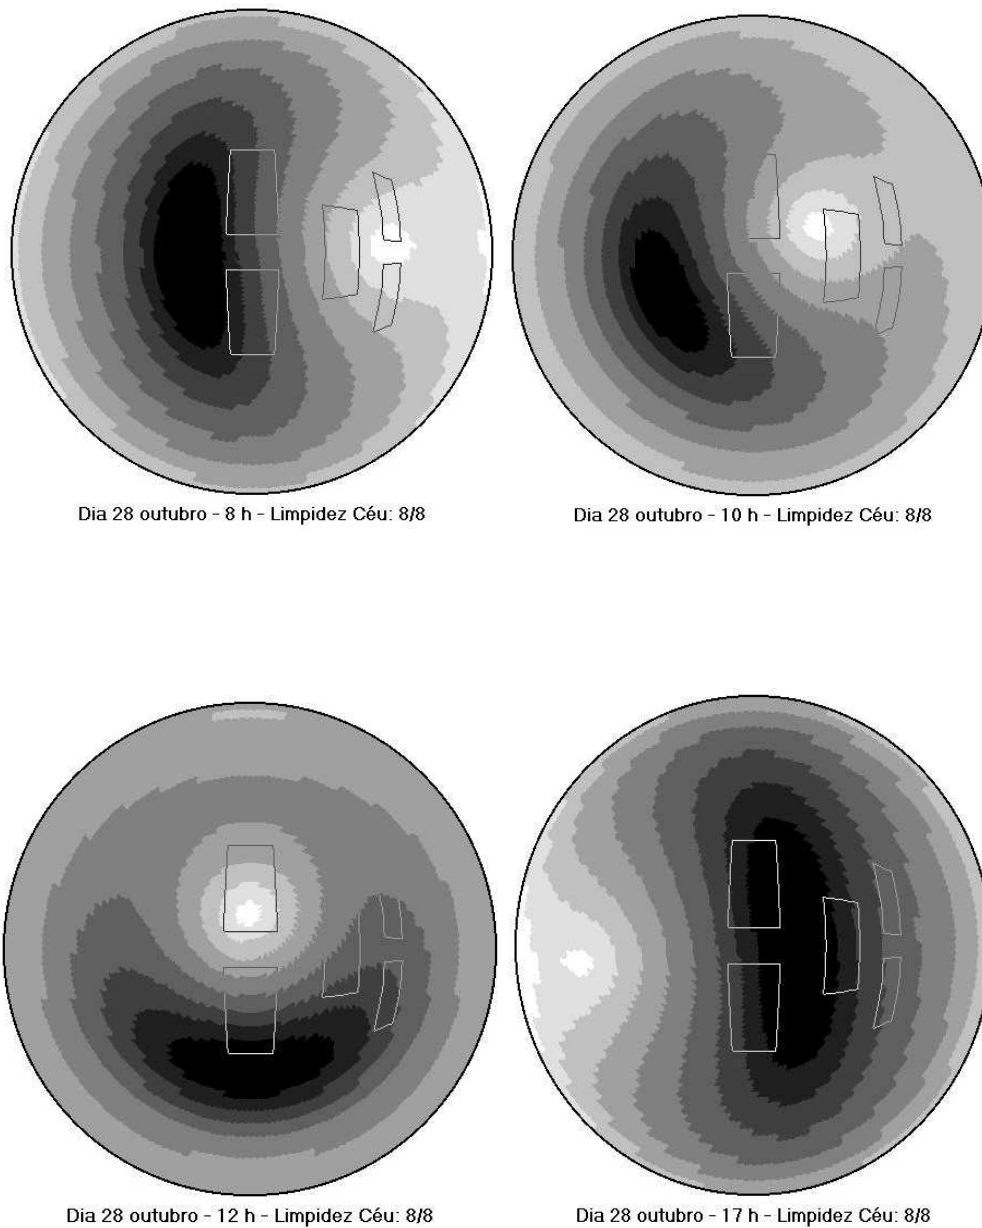 Dia 28 outubro - 8 h - Limpidez Céu: 8/8
Dia 28 outubro - 10 h - Limpidez Céu: 8/8
Dia 28 outubro - 12 h - Limpidez Céu: 8/8
Dia 28 outubro - 17 h - Limpidez Céu: 8/8